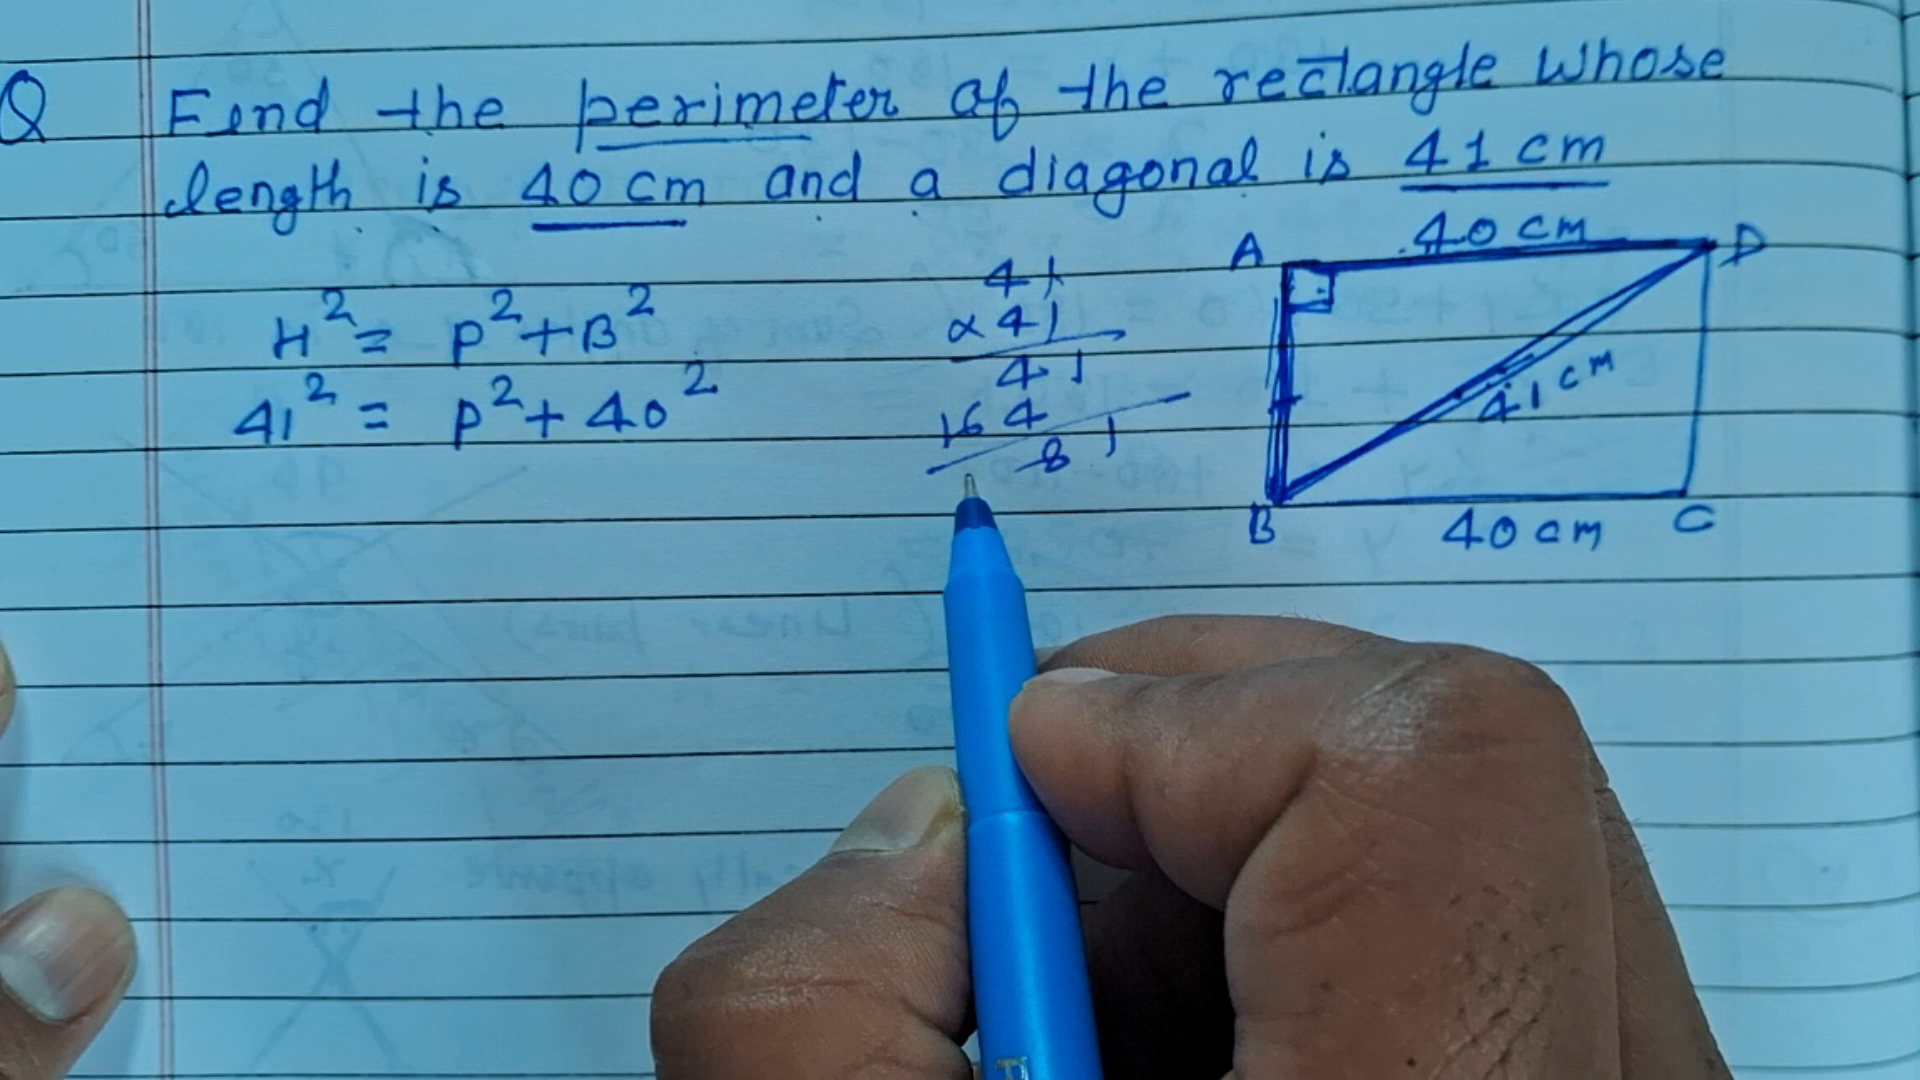 Q Find the perimeter of the rectangle whose
length is 40 cm and a diagonal is 41 cm
H² = P² + B²
41² = P² + 40²
41
x 41
41
164
81
A 40 cm D
41 cm
B 40 cm C